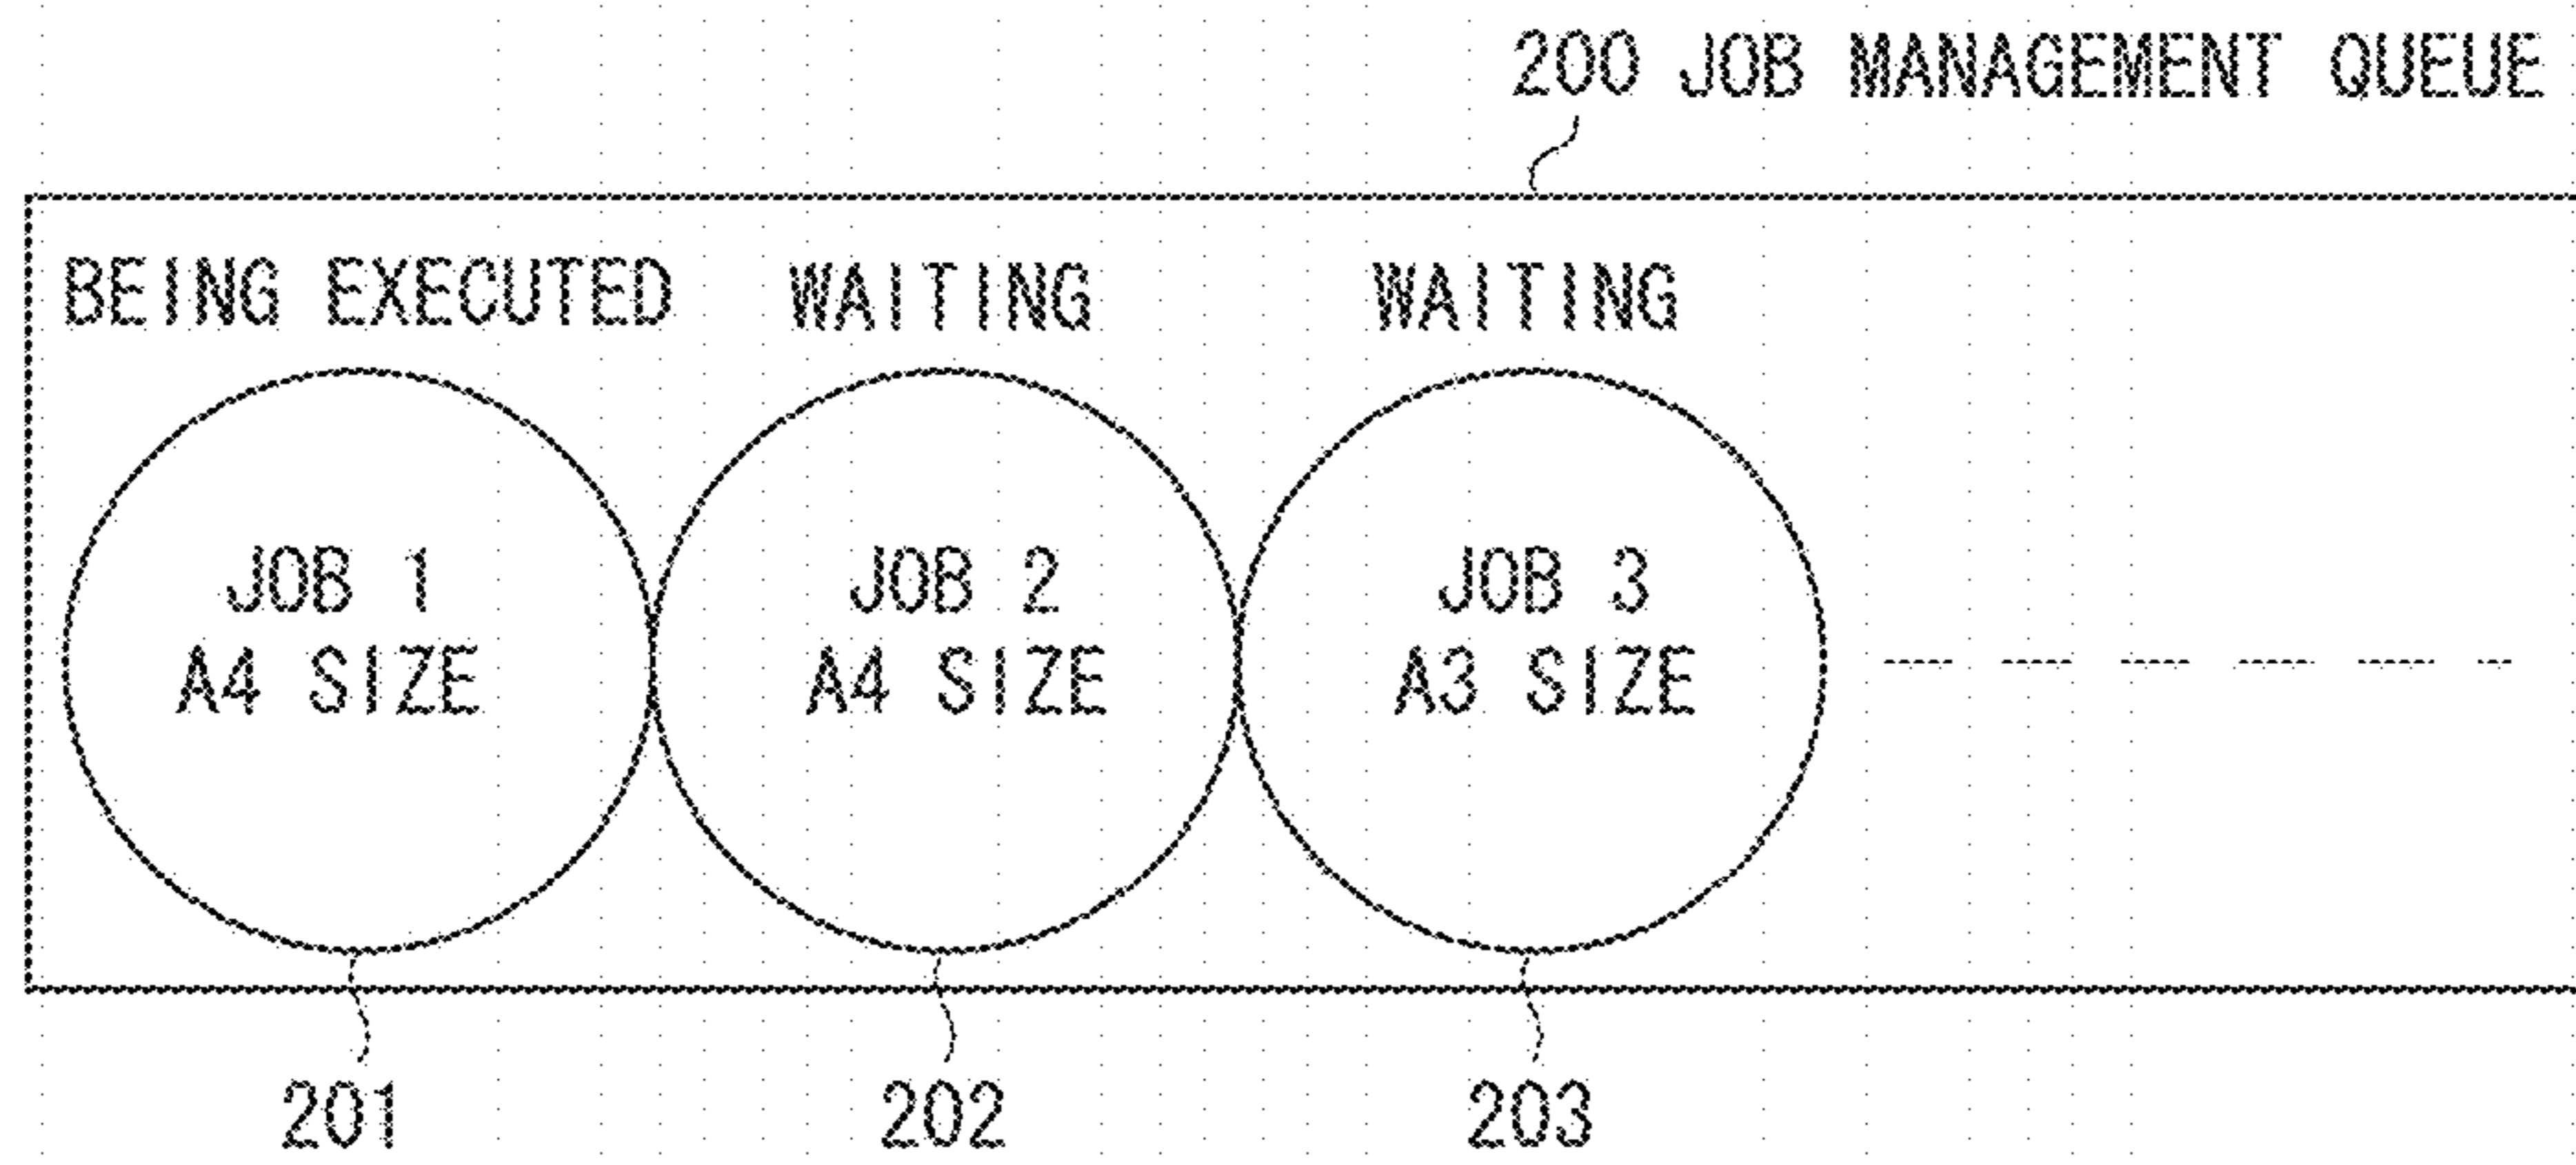 200 JOB MANAGEMENT QUEUE
BEING EXECUTED WAITING WAITING
JOB 1 JOB 2 JOB 3
A4 SIZE A4 SIZE A3 SIZE
201 202 203